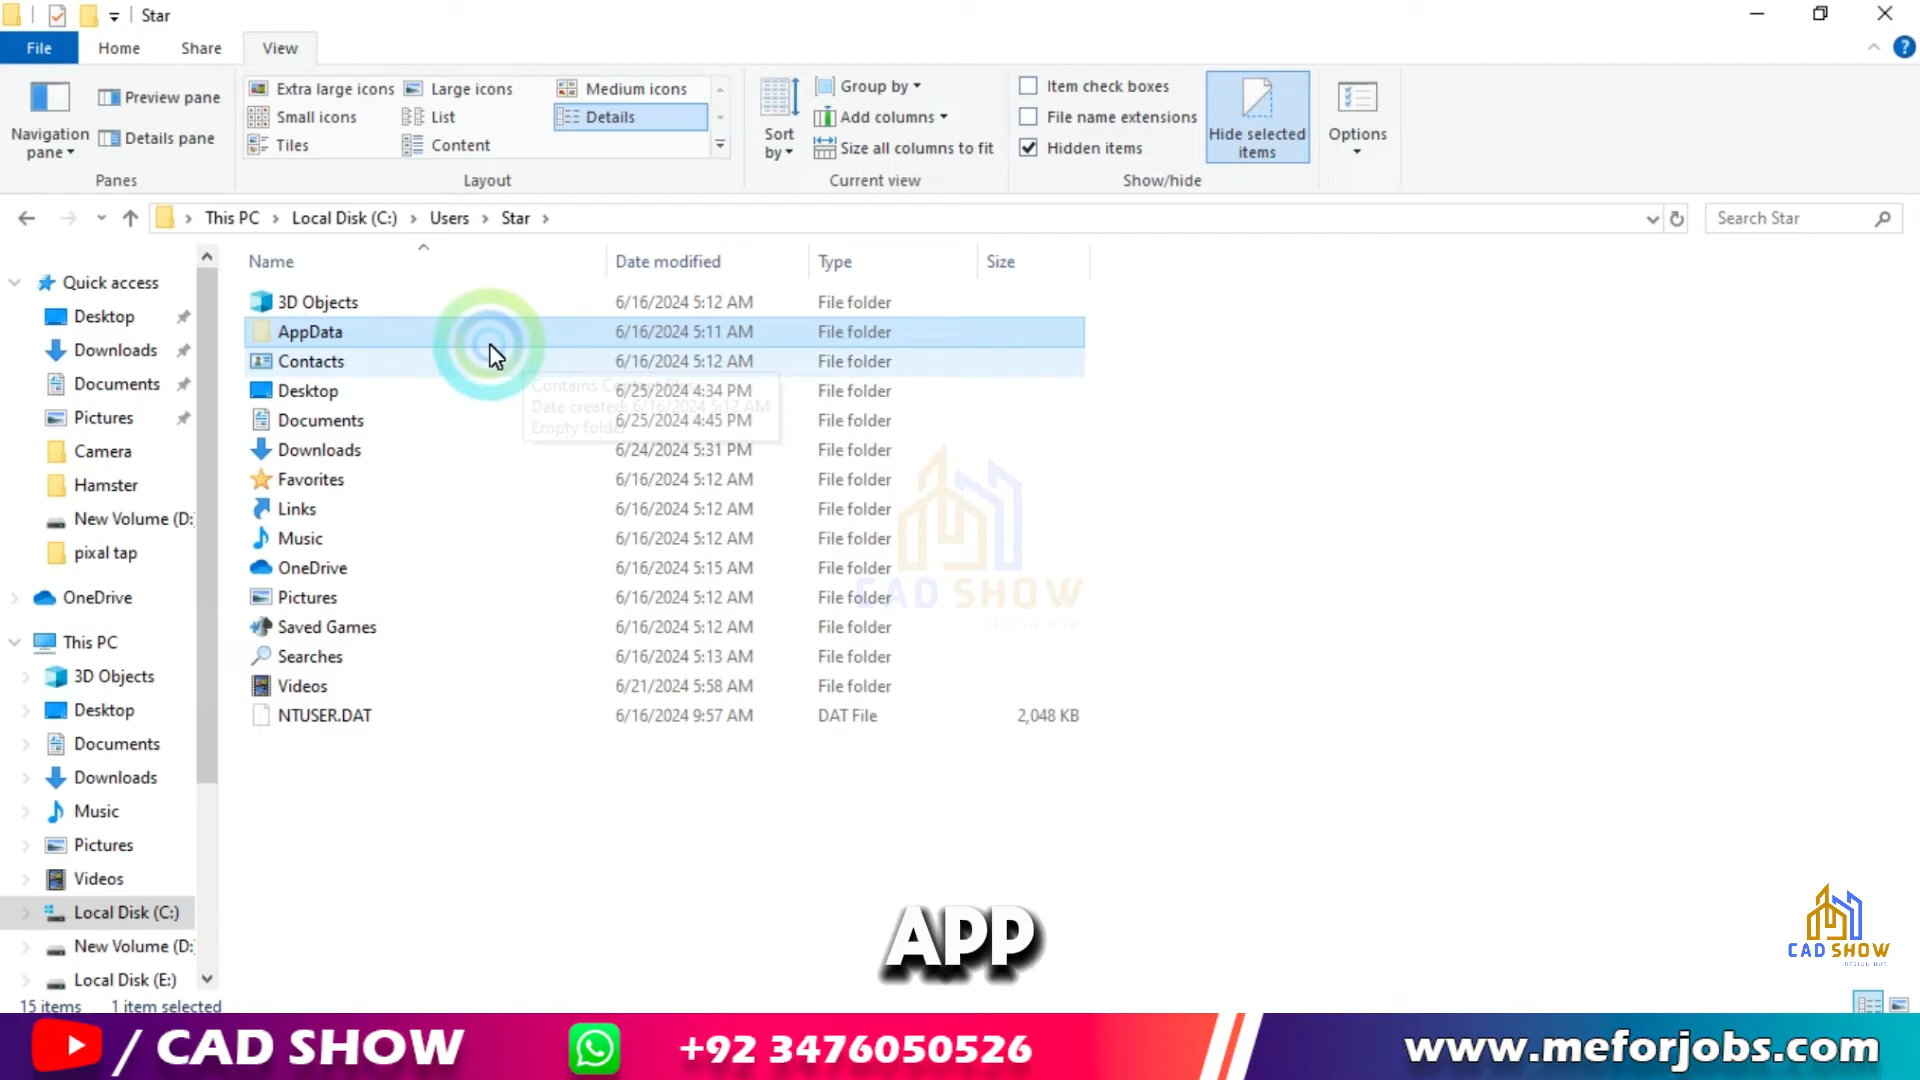 Star
File Home Share View
Extra large icons Large icons Medium icons
Small icons List Details
Tiles Content
Navigation pane
Preview pane
Details pane
Panes
Layout
Sort by
Group by
Add columns
Size all columns to fit
Current view
Item check boxes
File name extensions
Hidden items
Hide selected items
Show/hide
Options
This PC Local Disk (C:) Users Star
Search Star
Quick access
Desktop
Downloads
Documents
Pictures
Camera
Hamster
New Volume (D:
pixal tap
OneDrive
This PC
3D Objects
Desktop
Documents
Downloads
Music
Pictures
Videos
Local Disk (C:)
New Volume (D:
Local Disk (E:)
Name Date modified Type Size
3D Objects 6/16/2024 5:12 AM File folder
AppData 6/16/2024 5:11 AM File folder
Contacts 6/16/2024 5:12 AM File folder
Desktop 6/25/2024 4:34 PM File folder
Documents 6/25/2024 4:45 PM File folder
Downloads 6/24/2024 5:31 PM File folder
Favorites 6/16/2024 5:12 AM File folder
Links 6/16/2024 5:12 AM File folder
Music 6/16/2024 5:12 AM File folder
OneDrive 6/16/2024 5:15 AM File folder
Pictures 6/16/2024 5:12 AM File folder
Saved Games 6/16/2024 5:12 AM File folder
Searches 6/16/2024 5:13 AM File folder
Videos 6/21/2024 5:58 AM File folder
NTUSER.DAT 6/16/2024 9:57 AM DAT File 2,048 KB
Date created: 6/16/2024 5:12 AM
Empty folder
CAD SHOW
APP
CAD SHOW
15 items 1 item selected
/ CAD SHOW
+92 3476050526
www.meforjobs.com